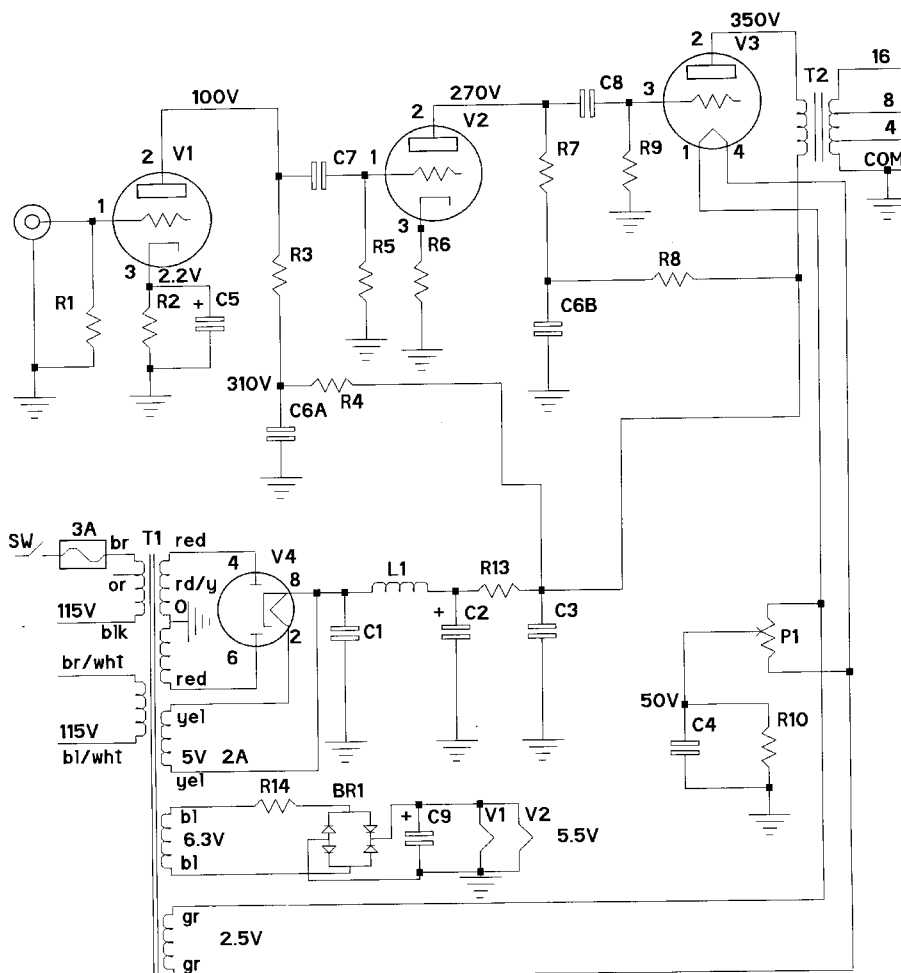 350V
2
V3
T2
16
100V
270V
C8
3
8
2
V2
4
2
V1
C7
1
R7
R9
1
4
COM
1
3
R5
R6
3
2.2V
R3
R8
R1
R2
+
C5
C6B
310V
R4
C6A
SW
3A
br
T1
red
4
V4
or
rd/y
8
L1
R13
115V
0
+
C2
C3
blk
6
2
C1
P1
br/wht
red
50V
yel
C4
R10
115V
5V 2A
bl/wht
yel
R14
BR1
bl
+
C9
V1
V2
6.3V
5.5V
bl
gr
2.5V
gr